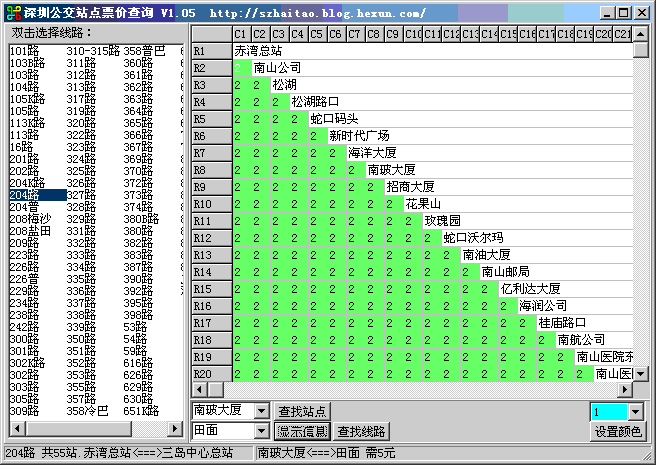 深圳公交站点票价查询 V1.05 http://szhaitao.blog.hexun.com/
双击选择线路：
101路 310-315路 358普巴
103B路 311路 360路
103路 312路 361路
104路 313路 362路
105K路 317路 363路
105路 319路 364路
113K路 320路 365路
113路 322路 366路
16路 323路 367路
201路 324路 369路
202路 325路 370路
204K路 326路 372路
204路 327路 373路
204普 328路 374路
208梅沙 329路 380B路
208盐田 331路 380路
209路 332路 382路
223路 333路 383路
224路 334路 387路
226普 335路 390路
226路 336路 392路
234路 337路 395路
238路 338路 398路
242路 339路 53路
300路 350路 54路
301路 351路 59路
302K路 352路 616路
302路 353路 626路
303路 355路 629路
305路 357路 630路
309路 358冷巴 651K路
C1 C2 C3 C4 C5 C6 C7 C8 C9 C10 C11 C12 C13 C14 C15 C16 C17 C18 C19 C20 C21
R1 赤湾总站
R2 2 南山公司
R3 2 2 松湖
R4 2 2 2 松湖路口
R5 2 2 2 2 蛇口码头
R6 2 2 2 2 2 新时代广场
R7 2 2 2 2 2 2 海洋大厦
R8 2 2 2 2 2 2 2 南玻大厦
R9 2 2 2 2 2 2 2 2 招商大厦
R10 2 2 2 2 2 2 2 2 2 花果山
R11 2 2 2 2 2 2 2 2 2 2 玫瑰园
R12 2 2 2 2 2 2 2 2 2 2 2 蛇口沃尔玛
R13 2 2 2 2 2 2 2 2 2 2 2 2 南油大厦
R14 2 2 2 2 2 2 2 2 2 2 2 2 2 南山邮局
R15 2 2 2 2 2 2 2 2 2 2 2 2 2 2 亿利达大厦
R16 2 2 2 2 2 2 2 2 2 2 2 2 2 2 2 海润公司
R17 2 2 2 2 2 2 2 2 2 2 2 2 2 2 2 2 桂庙路口
R18 2 2 2 2 2 2 2 2 2 2 2 2 2 2 2 2 2 南航公司
R19 2 2 2 2 2 2 2 2 2 2 2 2 2 2 2 2 2 2 南山医院
R20 2 2 2 2 2 2 2 2 2 2 2 2 2 2 2 2 2 2 2 南山医
南玻大厦 查找站点 1
田面 显示信息 查找线路 设置颜色
204路 共55站.赤湾总站<===>三岛中心总站 南玻大厦<===>田面 需5元